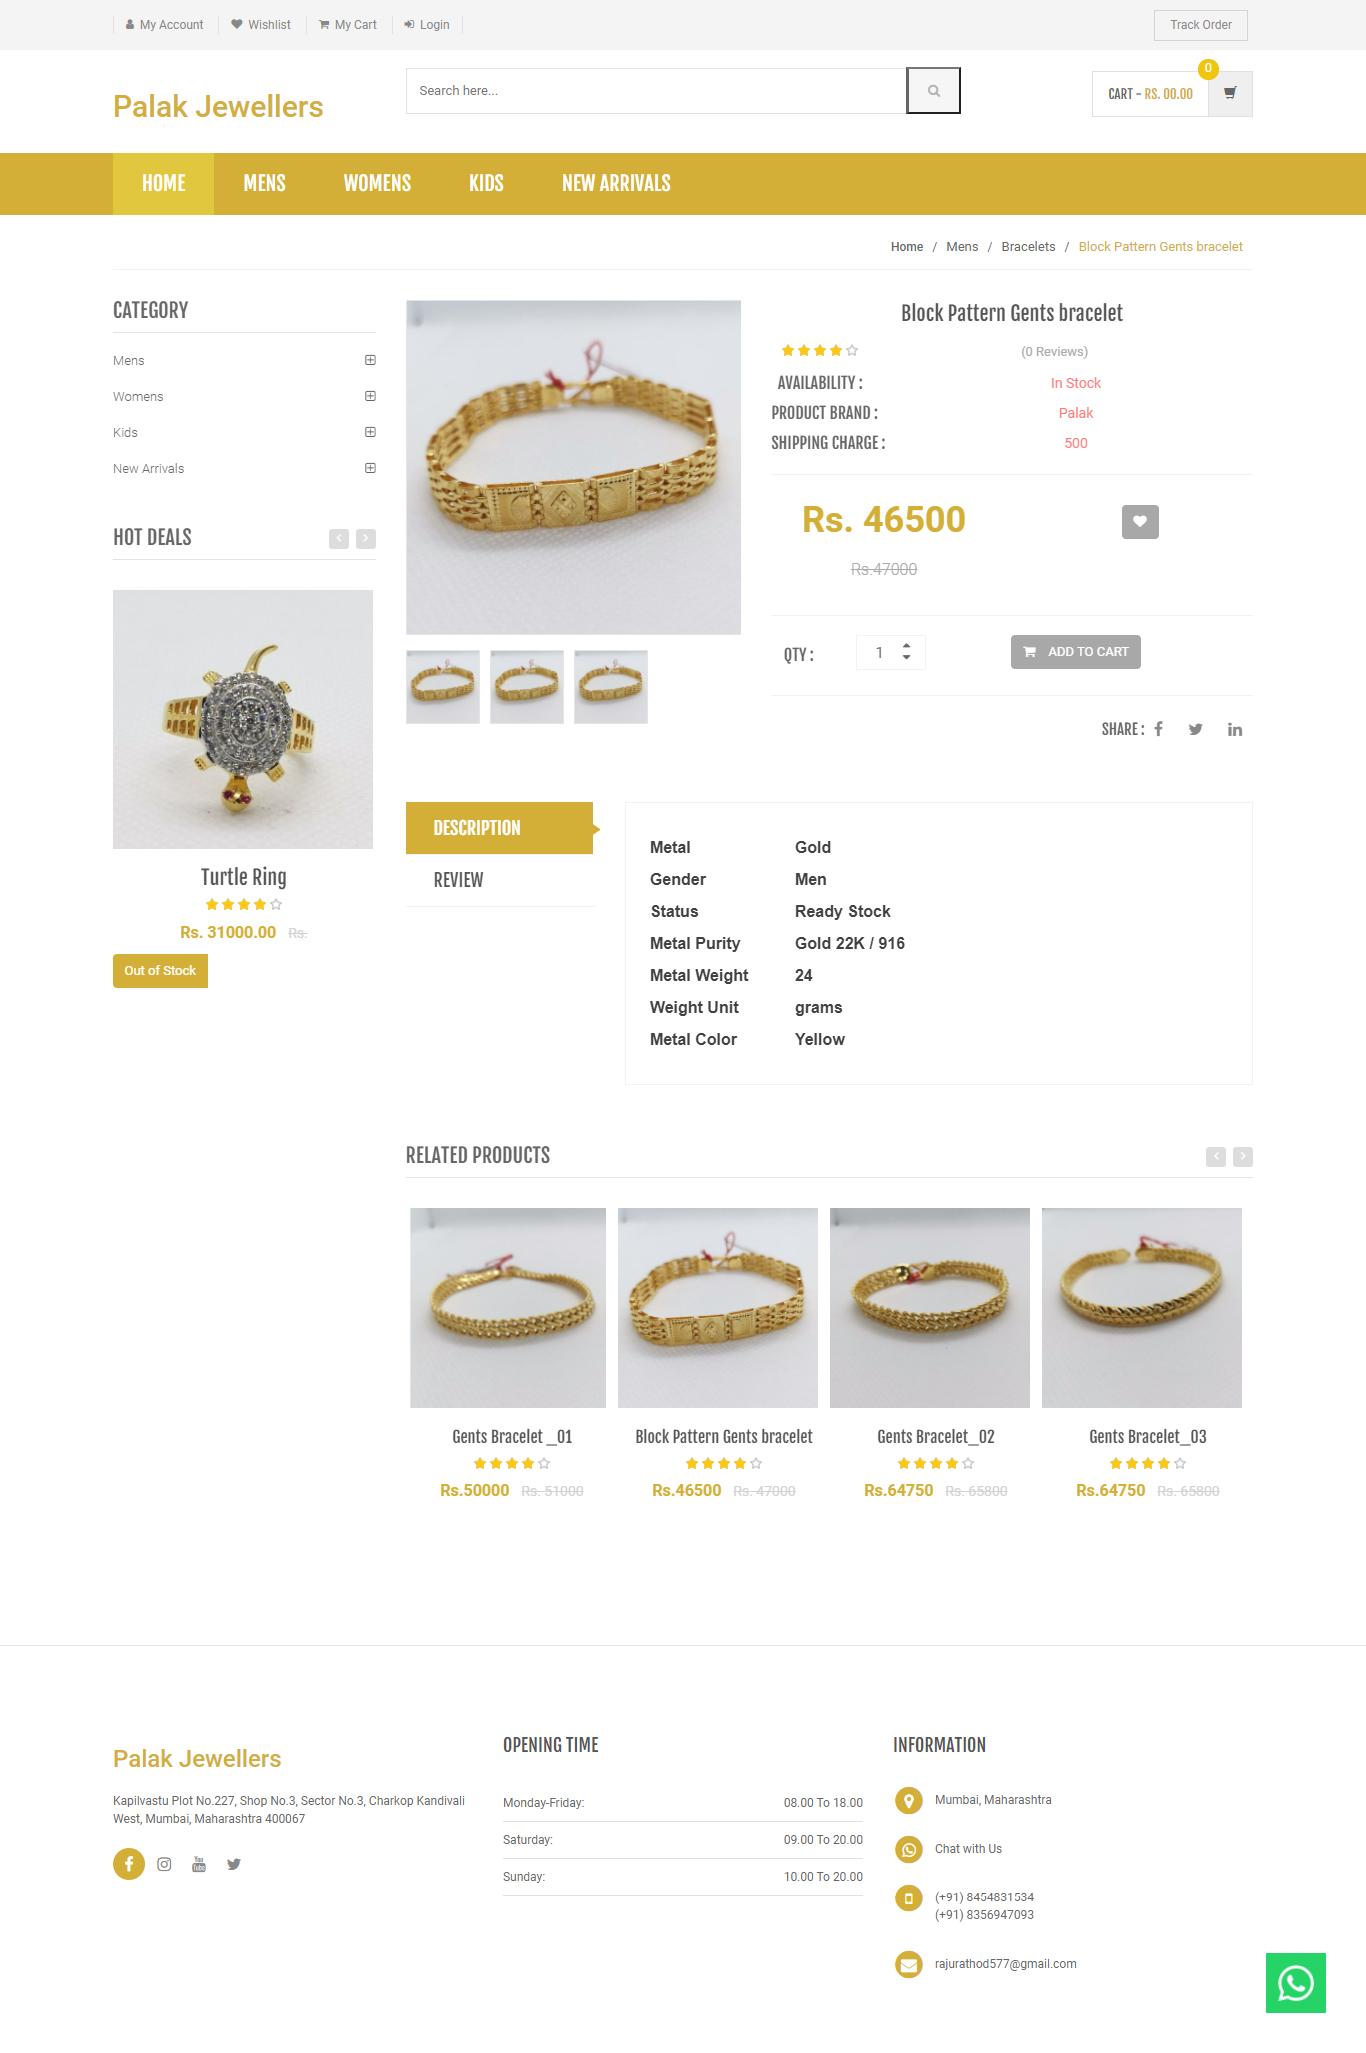 My Account
Wishlist
My Cart
Login
Track Order
Palak Jewellers
Search here...
CART - RS. 00.00
0
HOME
MENS
WOMENS
KIDS
NEW ARRIVALS
Home / Mens / Bracelets / Block Pattern Gents bracelet
CATEGORY
Mens
Womens
Kids
New Arrivals
HOT DEALS
Turtle Ring
Rs. 31000.00 Rs.
Out of Stock
Block Pattern Gents bracelet
(0 Reviews)
AVAILABILITY : In Stock
PRODUCT BRAND : Palak
SHIPPING CHARGE : 500
Rs. 46500
Rs.47000
QTY : 1
ADD TO CART
SHARE :
DESCRIPTION
REVIEW
Metal Gold
Gender Men
Status Ready Stock
Metal Purity Gold 22K / 916
Metal Weight 24
Weight Unit grams
Metal Color Yellow
RELATED PRODUCTS
Gents Bracelet _01
Rs.50000 Rs. 51000
Block Pattern Gents bracelet
Rs.46500 Rs. 47000
Gents Bracelet_02
Rs.64750 Rs. 65800
Gents Bracelet_03
Rs.64750 Rs. 65800
Palak Jewellers
Kapilvastu Plot No.227, Shop No.3, Sector No.3, Charkop Kandivali
West, Mumbai, Maharashtra 400067
You
Tube
OPENING TIME
Monday-Friday: 08.00 To 18.00
Saturday: 09.00 To 20.00
Sunday: 10.00 To 20.00
INFORMATION
Mumbai, Maharashtra
Chat with Us
(+91) 8454831534
(+91) 8356947093
rajurathod577@gmail.com